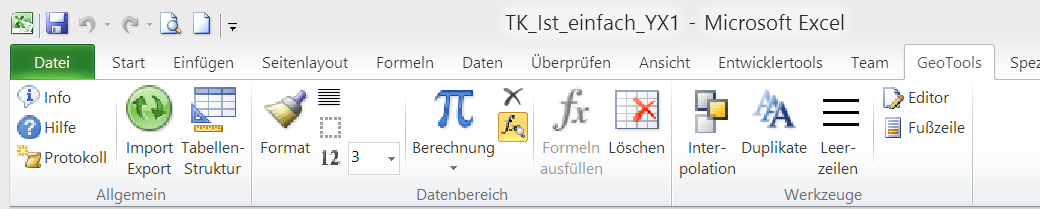 TK_Ist_einfach_YX1 - Microsoft Excel
Datei Start Einfügen Seitenlayout Formeln Daten Überprüfen Ansicht Entwicklertools Team GeoTools Spez
Info
Hilfe
Protokoll
Import
Export
Tabellen-
Struktur
Allgemein
Format
12
3
Berechnung
fx
Formeln
ausfüllen
Löschen
Datenbereich
Inter-
polation
Duplikate
Leer-
zeilen
Werkzeuge
Editor
Fußzeile